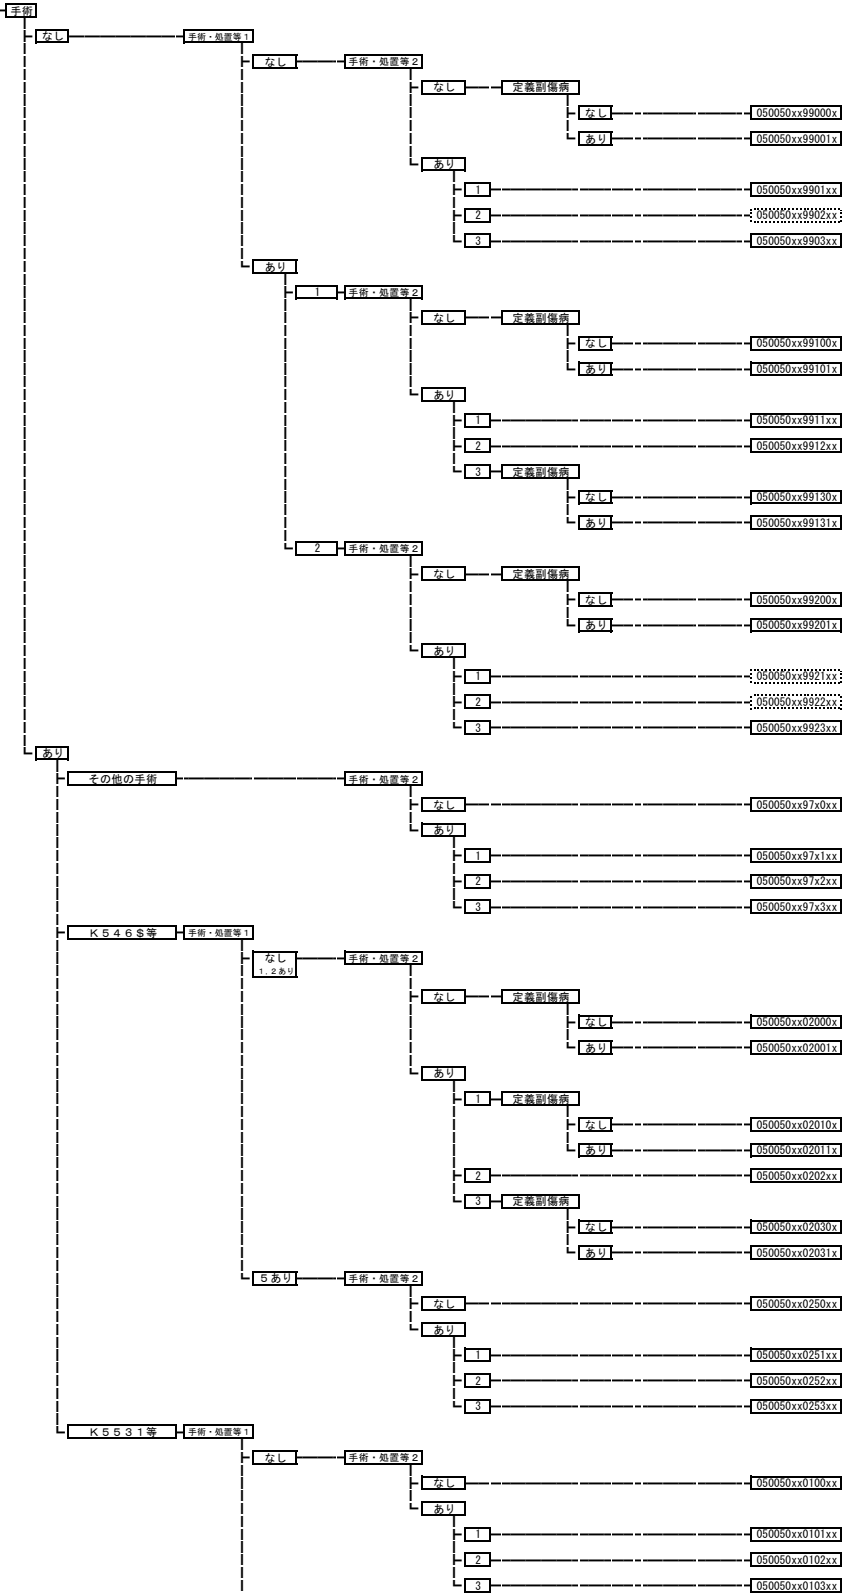 手術
なし 手術・処置等1
なし 手術・処置等2
なし 定義副傷病
なし 050050xx99000x
あり 050050xx99001x
あり
1 050050xx9901xx
2 050050xx9902xx
3 050050xx9903xx
あり
1 手術・処置等2
なし 定義副傷病
なし 050050xx99100x
あり 050050xx99101x
あり
1 050050xx9911xx
2 050050xx9912xx
3 定義副傷病
なし 050050xx99130x
あり 050050xx99131x
2 手術・処置等2
なし 定義副傷病
なし 050050xx99200x
あり 050050xx99201x
あり
1 050050xx9921xx
2 050050xx9922xx
3 050050xx9923xx
あり
その他の手術 手術・処置等2
なし 050050xx97x0xx
あり
1 050050xx97x1xx
2 050050xx97x2xx
3 050050xx97x3xx
K546$等 手術・処置等1
なし 手術・処置等2
1,2あり
なし 定義副傷病
なし 050050xx02000x
あり 050050xx02001x
あり
1 定義副傷病
なし 050050xx02010x
あり 050050xx02011x
2 050050xx0202xx
3 定義副傷病
なし 050050xx02030x
あり 050050xx02031x
5あり 手術・処置等2
なし 050050xx0250xx
あり
1 050050xx0251xx
2 050050xx0252xx
3 050050xx0253xx
K5531等 手術・処置等1
なし 手術・処置等2
なし 050050xx0100xx
あり
1 050050xx0101xx
2 050050xx0102xx
3 050050xx0103xx